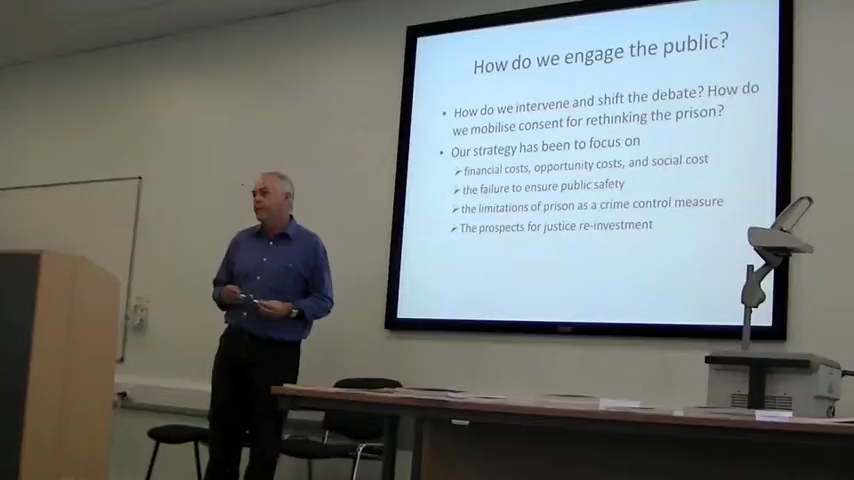 How do we engage the public?
• How do we intervene and shift the debate? How do
we mobilise consent for rethinking the prison?
• Our strategy has been to focus on
➢ financial costs, opportunity costs, and social cost
➢ the failure to ensure public safety
➢ the limitations of prison as a crime control measure
➢ The prospects for justice re-investment